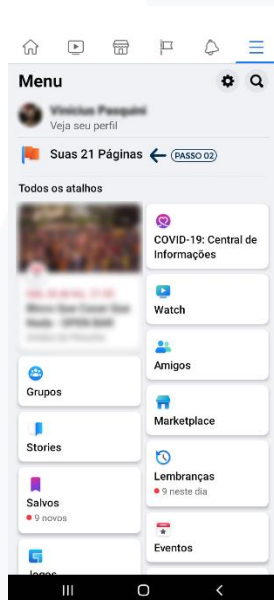 Menu
Veja seu perfil
Suas 21 Páginas
PASSO 02
Todos os atalhos
COVID-19: Central de
Informações
Watch
Grupos
Amigos
Stories
Marketplace
Salvos
9 novos
Lembranças
9 neste dia
Eventos
Jogos